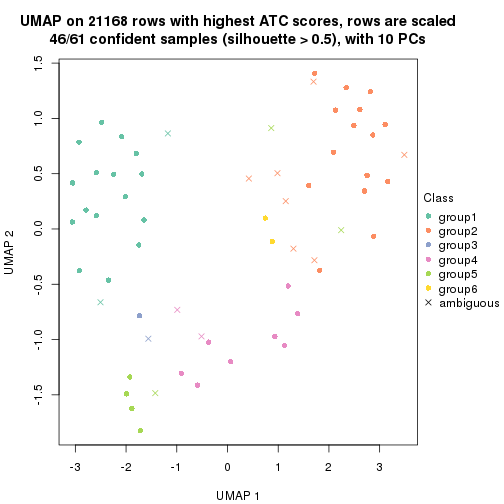 UMAP on 21168 rows with highest ATC scores, rows are scaled
46/61 confident samples (silhouette > 0.5), with 10 PCs
1.5
1.0
0.5
0.0
-0.5
-1.0
-1.5
UMAP 2
-3
-2
-1
0
1
2
3
UMAP 1
Class
group1
group2
group3
group4
group5
group6
ambiguous